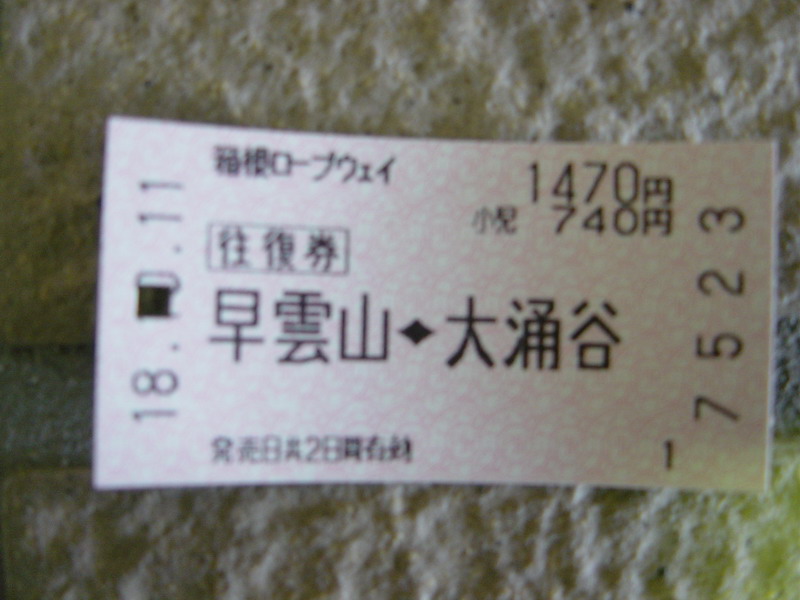 箱根ロープウェイ
1470円
小児 740円
往復券
早雲山◆大涌谷
発売日共2日間有効
1
18.10.11
7523